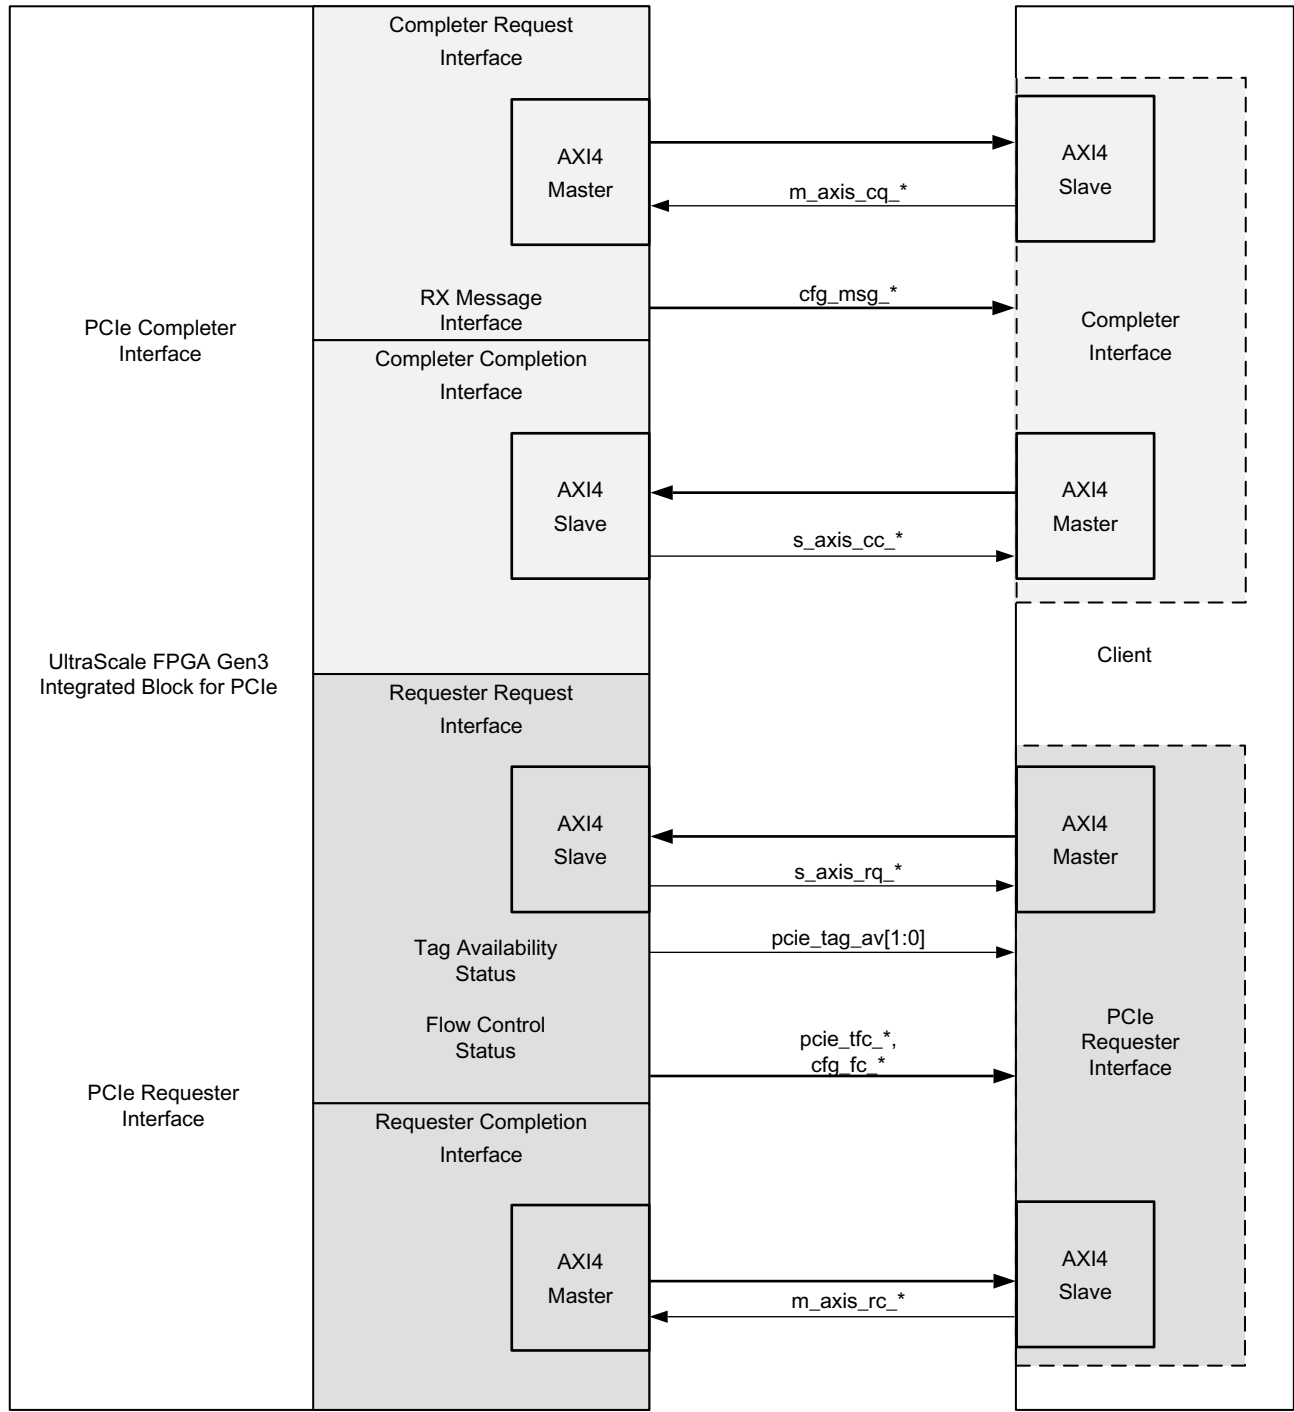 Completer Request
Interface
AXI4
Master
m_axis_cq_*
AXI4
Slave
RX Message
Interface
cfg_msg_*
PCIe Completer
Interface
Completer
Interface
Completer Completion
Interface
AXI4
Slave
s_axis_cc_*
AXI4
Master
UltraScale FPGA Gen3
Integrated Block for PCIe
Client
Requester Request
Interface
AXI4
Slave
s_axis_rq_*
AXI4
Master
Tag Availability
Status
pcie_tag_av[1:0]
Flow Control
Status
pcie_tfc_*,
cfg_fc_*
PCIe
Requester
Interface
PCIe Requester
Interface
Requester Completion
Interface
AXI4
Master
m_axis_rc_*
AXI4
Slave